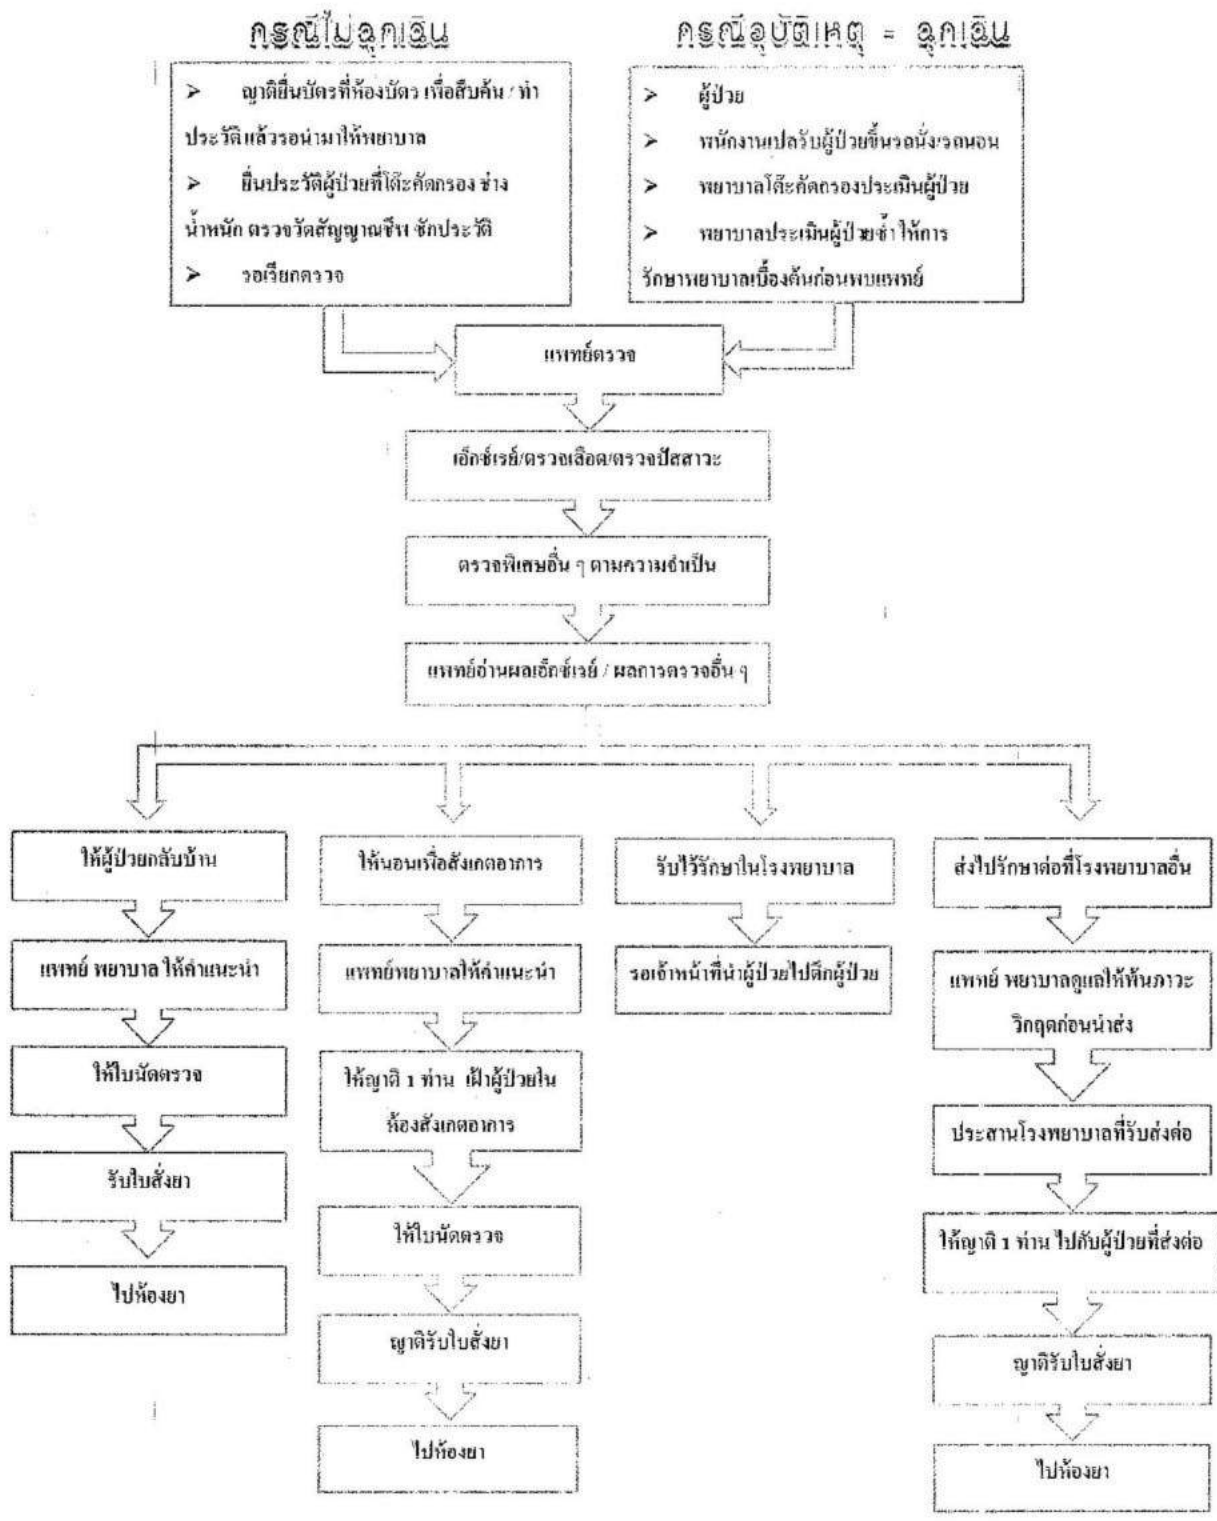 กรณีไม่ฉุกเฉิน
➢ ญาติยื่นบัตรที่ห้องบัตร เพื่อสืบค้น / ทำ
ประวัติแล้วรอนำมาให้พยาบาล
➢ ยื่นประวัติผู้ป่วยที่โต๊ะคัดกรอง ชั่ง
น้ำหนัก ตรวจวัดสัญญาณชีพ ซักประวัติ
➢ รอเรียกตรวจ
กรณีอุบัติเหตุ = ฉุกเฉิน
➢ ผู้ป่วย
➢ พนักงานเปลรับผู้ป่วยขึ้นรถนั่ง/รถนอน
➢ พยาบาลโต๊ะคัดกรองประเมินผู้ป่วย
➢ พยาบาลประเมินผู้ป่วยซ้ำ ให้การ
รักษาพยาบาลเบื้องต้นก่อนพบแพทย์
แพทย์ตรวจ
เอ็กซ์เรย์/ตรวจเลือด/ตรวจปัสสาวะ
ตรวจพิเศษอื่น ๆ ตามความจำเป็น
แพทย์อ่านผลเอ็กซ์เรย์ / ผลการตรวจอื่น ๆ
ให้ผู้ป่วยกลับบ้าน
แพทย์ พยาบาล ให้คำแนะนำ
ให้ใบนัดตรวจ
รับใบสั่งยา
ไปห้องยา
ให้นอนเพื่อสังเกตอาการ
แพทย์พยาบาลให้คำแนะนำ
ให้ญาติ 1 ท่าน เฝ้าผู้ป่วยใน
ห้องสังเกตอาการ
ให้ใบนัดตรวจ
ญาติรับใบสั่งยา
ไปห้องยา
รับไว้รักษาในโรงพยาบาล
รอเจ้าหน้าที่นำผู้ป่วยไปตึกผู้ป่วย
ส่งไปรักษาต่อที่โรงพยาบาลอื่น
แพทย์ พยาบาลดูแลให้พ้นภาวะ
วิกฤตก่อนนำส่ง
ประสานโรงพยาบาลที่รับส่งต่อ
ให้ญาติ 1 ท่าน ไปกับผู้ป่วยที่ส่งต่อ
ญาติรับใบสั่งยา
ไปห้องยา